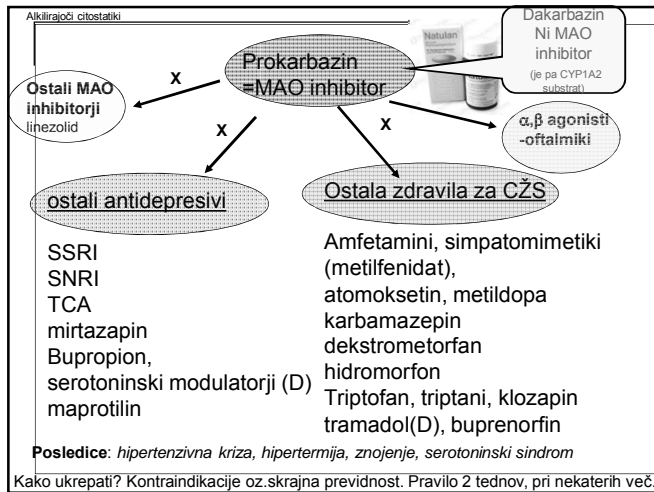 Alkilirajoči citostatiki
Natulan
Dakarbazin
Ni MAO
inhibitor
(je pa CYP1A2
substrat)
Prokarbazin
=MAO inhibitor
x
Ostali MAO
inhibitorji
linezolid
x
x
α,β agonisti
-oftalmiki
ostali antidepresivi
Ostala zdravila za CŽS
SSRI
SNRI
TCA
mirtazapin
Bupropion,
serotoninski modulatorji (D)
maprotilin
Amfetamini, simpatomimetiki
(metilfenidat),
atomoksetin, metildopa
karbamazepin
dekstrometorfan
hidromorfon
Triptofan, triptani, klozapin
tramadol(D), buprenorfin
Posledice: hipertenzivna kriza, hipertermija, znojenje, serotoninski sindrom
Kako ukrepati? Kontraindikacije oz.skrajna previdnost. Pravilo 2 tednov, pri nekaterih več.